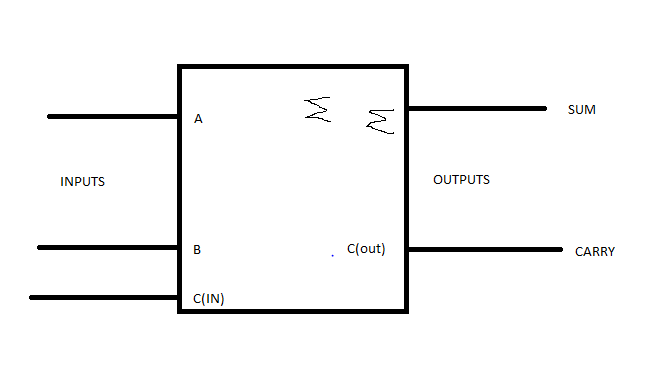 Σ
Σ
SUM
A
INPUTS
OUTPUTS
B
C(out)
CARRY
C(IN)